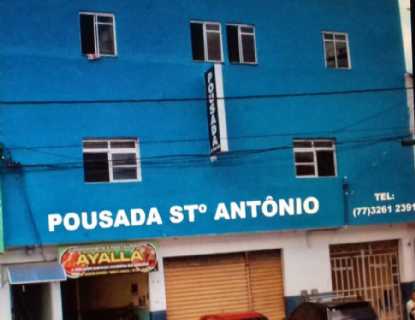 POUSADA
POUSADA STº ANTÔNIO
TEL:
(77)3261 2391
AYALLA